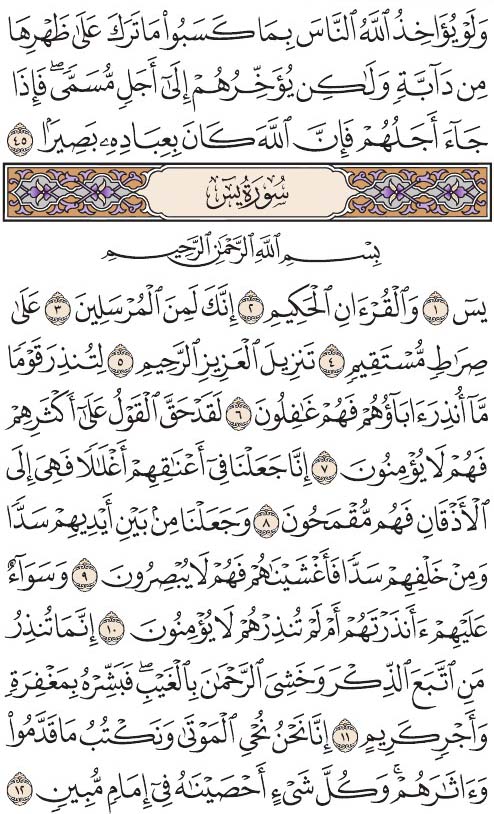 وَلَوْ يُؤَاخِذُ ٱللَّهُ ٱلنَّاسَ بِمَا كَسَبُوا۟ مَا تَرَكَ عَلَىٰ ظَهْرِهَا
مِن دَآبَّةٍ وَلَـٰكِن يُؤَخِّرُهُمْ إِلَىٰٓ أَجَلٍ مُّسَمًّى ۖ فَإِذَا
جَآءَ أَجَلُهُمْ فَإِنَّ ٱللَّهَ كَانَ بِعِبَادِهِۦ بَصِيرًۢا ٤٥
سُورَةُ يسٓ
بِسْمِ ٱللَّهِ ٱلرَّحْمَـٰنِ ٱلرَّحِيمِ
يسٓ ١ وَٱلْقُرْءَانِ ٱلْحَكِيمِ ٢ إِنَّكَ لَمِنَ ٱلْمُرْسَلِينَ ٣ عَلَىٰ
صِرَٰطٍ مُّسْتَقِيمٍ ٤ تَنزِيلَ ٱلْعَزِيزِ ٱلرَّحِيمِ ٥ لِتُنذِرَ قَوْمًا
مَّآ أُنذِرَ ءَابَآؤُهُمْ فَهُمْ غَـٰفِلُونَ ٦ لَقَدْ حَقَّ ٱلْقَوْلُ عَلَىٰٓ أَكْثَرِهِمْ
فَهُمْ لَا يُؤْمِنُونَ ٧ إِنَّا جَعَلْنَا فِىٓ أَعْنَـٰقِهِمْ أَغْلَـٰلًا فَهِىَ إِلَى
ٱلْأَذْقَانِ فَهُم مُّقْمَحُونَ ٨ وَجَعَلْنَا مِنۢ بَيْنِ أَيْدِيهِمْ سَدًّا
وَمِنْ خَلْفِهِمْ سَدًّا فَأَغْشَيْنَـٰهُمْ فَهُمْ لَا يُبْصِرُونَ ٩ وَسَوَآءٌ
عَلَيْهِمْ ءَأَنذَرْتَهُمْ أَمْ لَمْ تُنذِرْهُمْ لَا يُؤْمِنُونَ ١٠ إِنَّمَا تُنذِرُ
مَنِ ٱتَّبَعَ ٱلذِّكْرَ وَخَشِىَ ٱلرَّحْمَـٰنَ بِٱلْغَيْبِ ۖ فَبَشِّرْهُ بِمَغْفِرَةٍ
وَأَجْرٍ كَرِيمٍ ١١ إِنَّا نَحْنُ نُحْىِ ٱلْمَوْتَىٰ وَنَكْتُبُ مَا قَدَّمُوا۟
وَءَاثَـٰرَهُمْ ۚ وَكُلَّ شَىْءٍ أَحْصَيْنَـٰهُ فِىٓ إِمَامٍ مُّبِينٍ ١٢